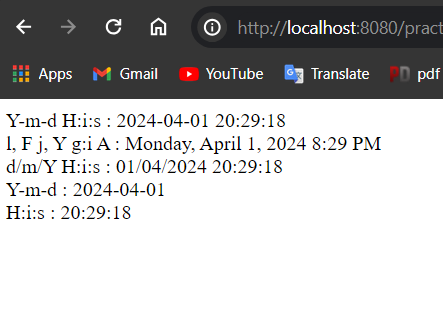 http://localhost:8080/pract
Apps Gmail YouTube Translate pdf
Y-m-d H:i:s : 2024-04-01 20:29:18
l, F j, Y g:i A : Monday, April 1, 2024 8:29 PM
d/m/Y H:i:s : 01/04/2024 20:29:18
Y-m-d : 2024-04-01
H:i:s : 20:29:18